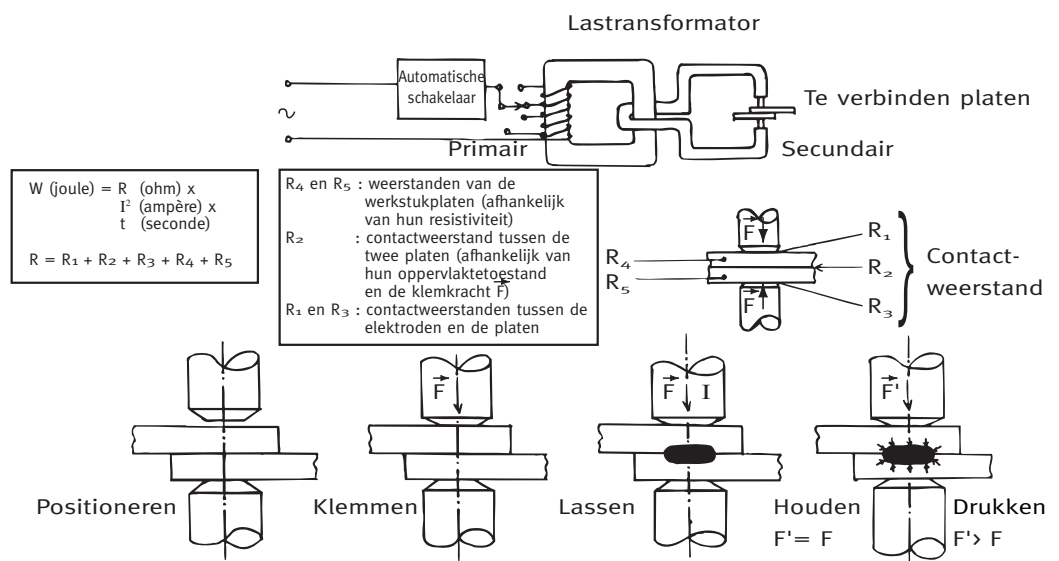 Lastransformator
Automatische
schakelaar
~
Te verbinden platen
Primair
Secundair
W (joule) = R (ohm) x
I² (ampère) x
t (seconde)
R = R₁ + R₂ + R₃ + R₄ + R₅
R₄ en R₅ : weerstanden van de
werkstukplaten (afhankelijk
van hun resistiviteit)
R₂ : contactweerstand tussen de
twee platen (afhankelijk van
hun oppervlaktetoestand
en de klemkracht F)
R₁ en R₃ : contactweerstanden tussen de
elektroden en de platen
F
R₁
R₄
R₂
R₅
F
R₃
Contact-
weerstand
F
F I
F'
Positioneren
Klemmen
Lassen
Houden
F'= F
Drukken
F'> F